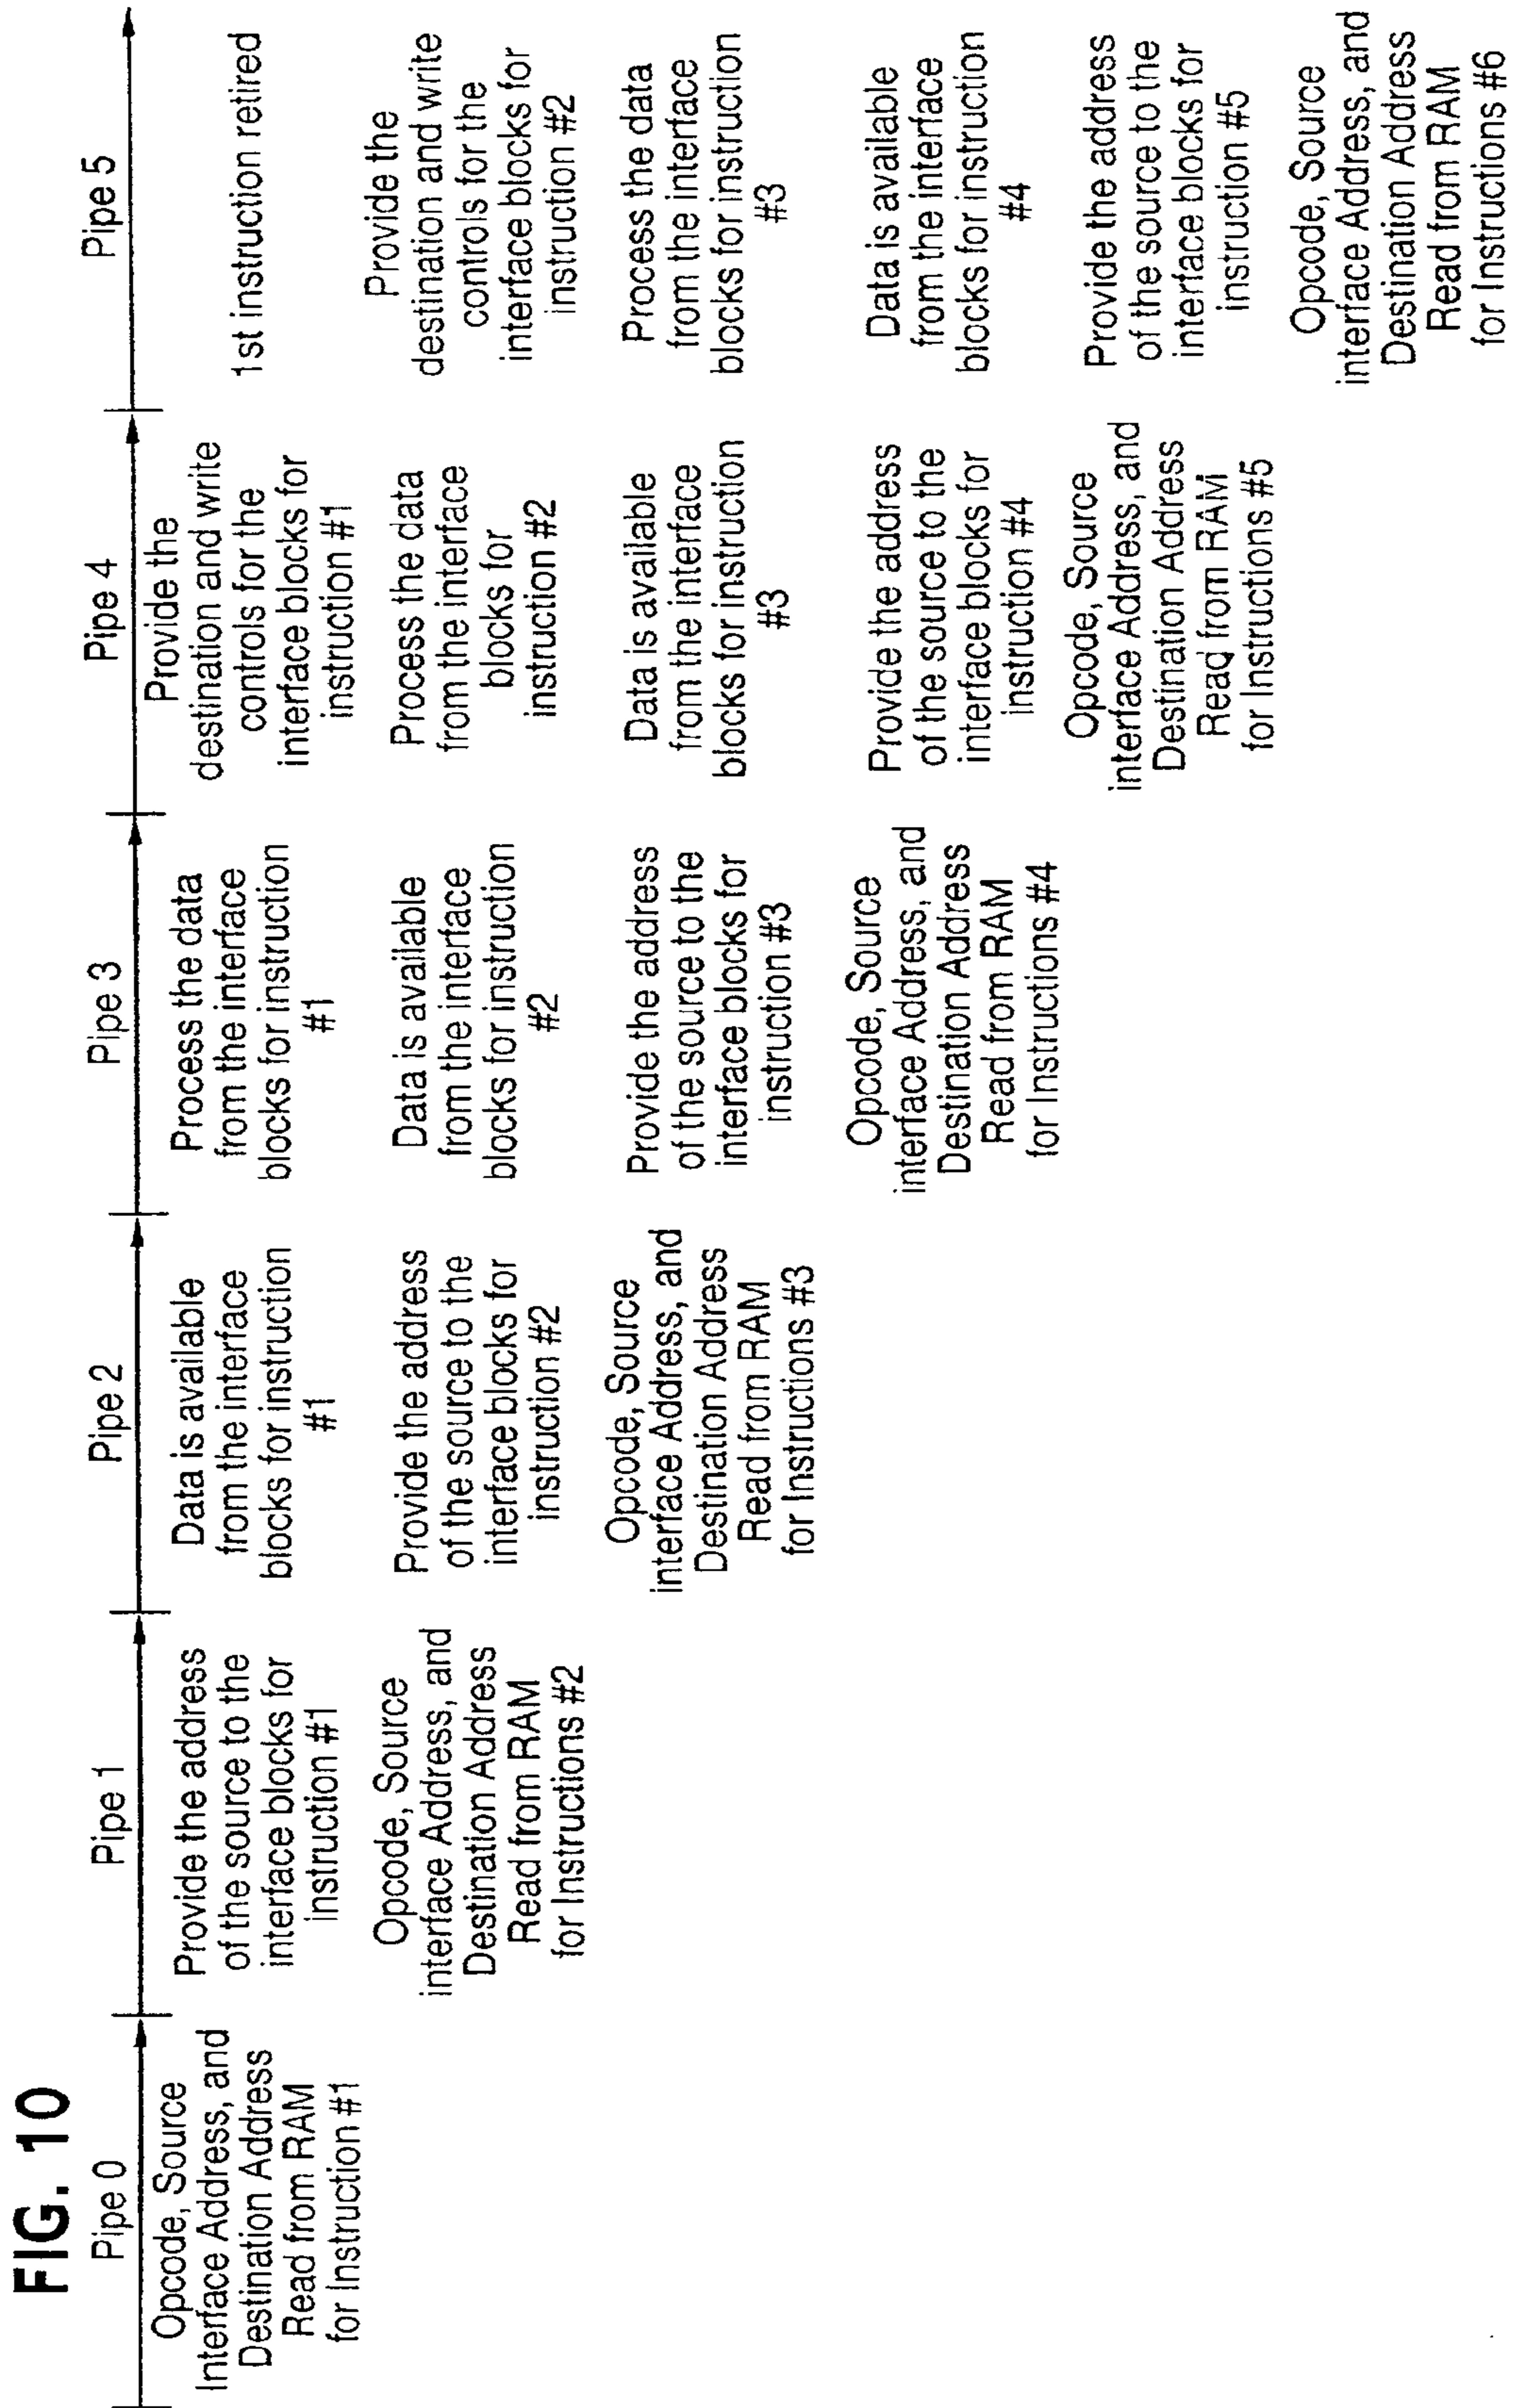 FIG. 10
Pipe 0
Opcode, Source
Interface Address, and
Destination Address
Read from RAM
for Instruction #1
Pipe 1
Provide the address
of the source to the
interface blocks for
instruction #1
Opcode, Source
interface Address, and
Destination Address
Read from RAM
for Instructions #2
Pipe 2
Data is available
from the interface
blocks for instruction
#1
Provide the address
of the source to the
interface blocks for
instruction #2
Opcode, Source
interface Address, and
Destination Address
Read from RAM
for Instructions #3
Pipe 3
Process the data
from the interface
blocks for instruction
#1
Data is available
from the interface
blocks for instruction
#2
Provide the address
of the source to the
interface blocks for
instruction #3
Opcode, Source
interface Address, and
Destination Address
Read from RAM
for Instructions #4
Pipe 4
Provide the
destination and write
controls for the
interface blocks for
instruction #1
Process the data
from the interface
blocks for
instruction #2
Data is available
from the interface
blocks for instruction
#3
Provide the address
of the source to the
interface blocks for
instruction #4
Opcode, Source
interface Address, and
Destination Address
Read from RAM
for Instructions #5
Pipe 5
1st instruction retired
Provide the
destination and write
controls for the
interface blocks for
instruction #2
Process the data
from the interface
blocks for instruction
#3
Data is available
from the interface
blocks for instruction
#4
Provide the address
of the source to the
interface blocks for
instruction #5
Opcode, Source
interface Address, and
Destination Address
Read from RAM
for Instructions #6